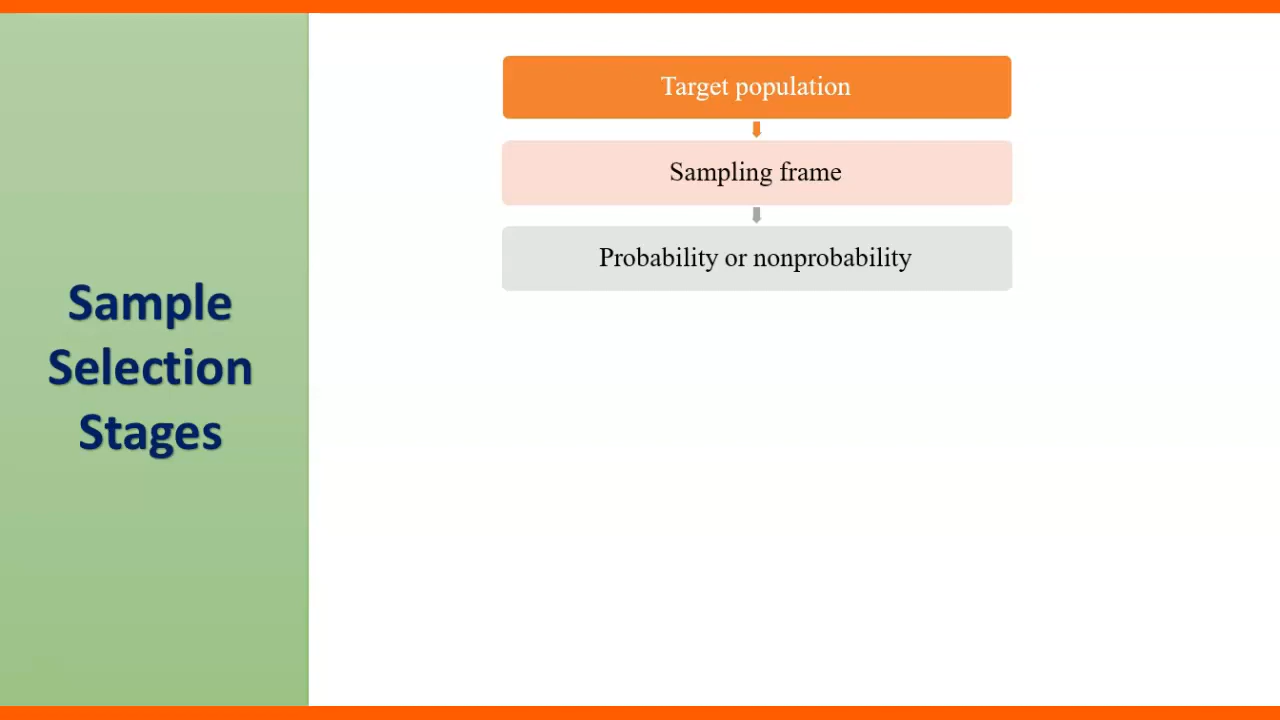 Sample
Selection
Stages
Target population
Sampling frame
Probability or nonprobability